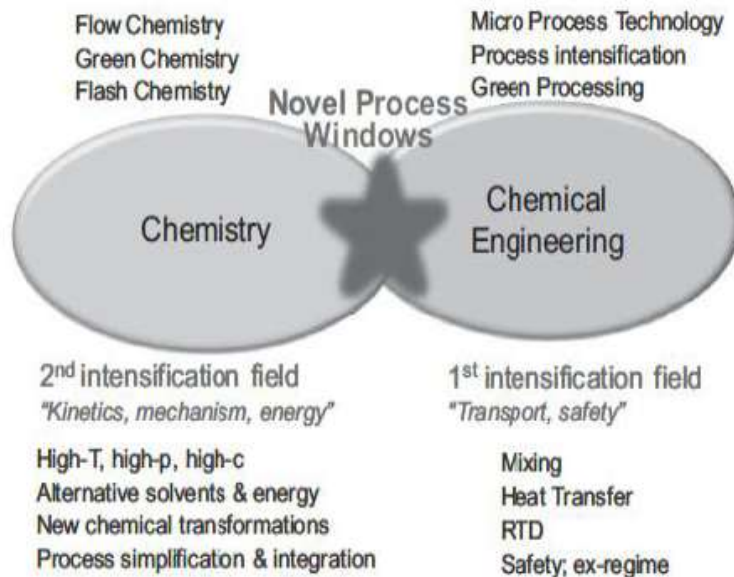 Flow Chemistry
Green Chemistry
Flash Chemistry
Micro Process Technology
Process intensification
Green Processing
Novel Process
Windows
Chemistry
Chemical
Engineering
2nd intensification field
"Kinetics, mechanism, energy"
High-T, high-p, high-c
Alternative solvents & energy
New chemical transformations
Process simplification & integration
1st intensification field
"Transport, safety"
Mixing
Heat Transfer
RTD
Safety; ex-regime